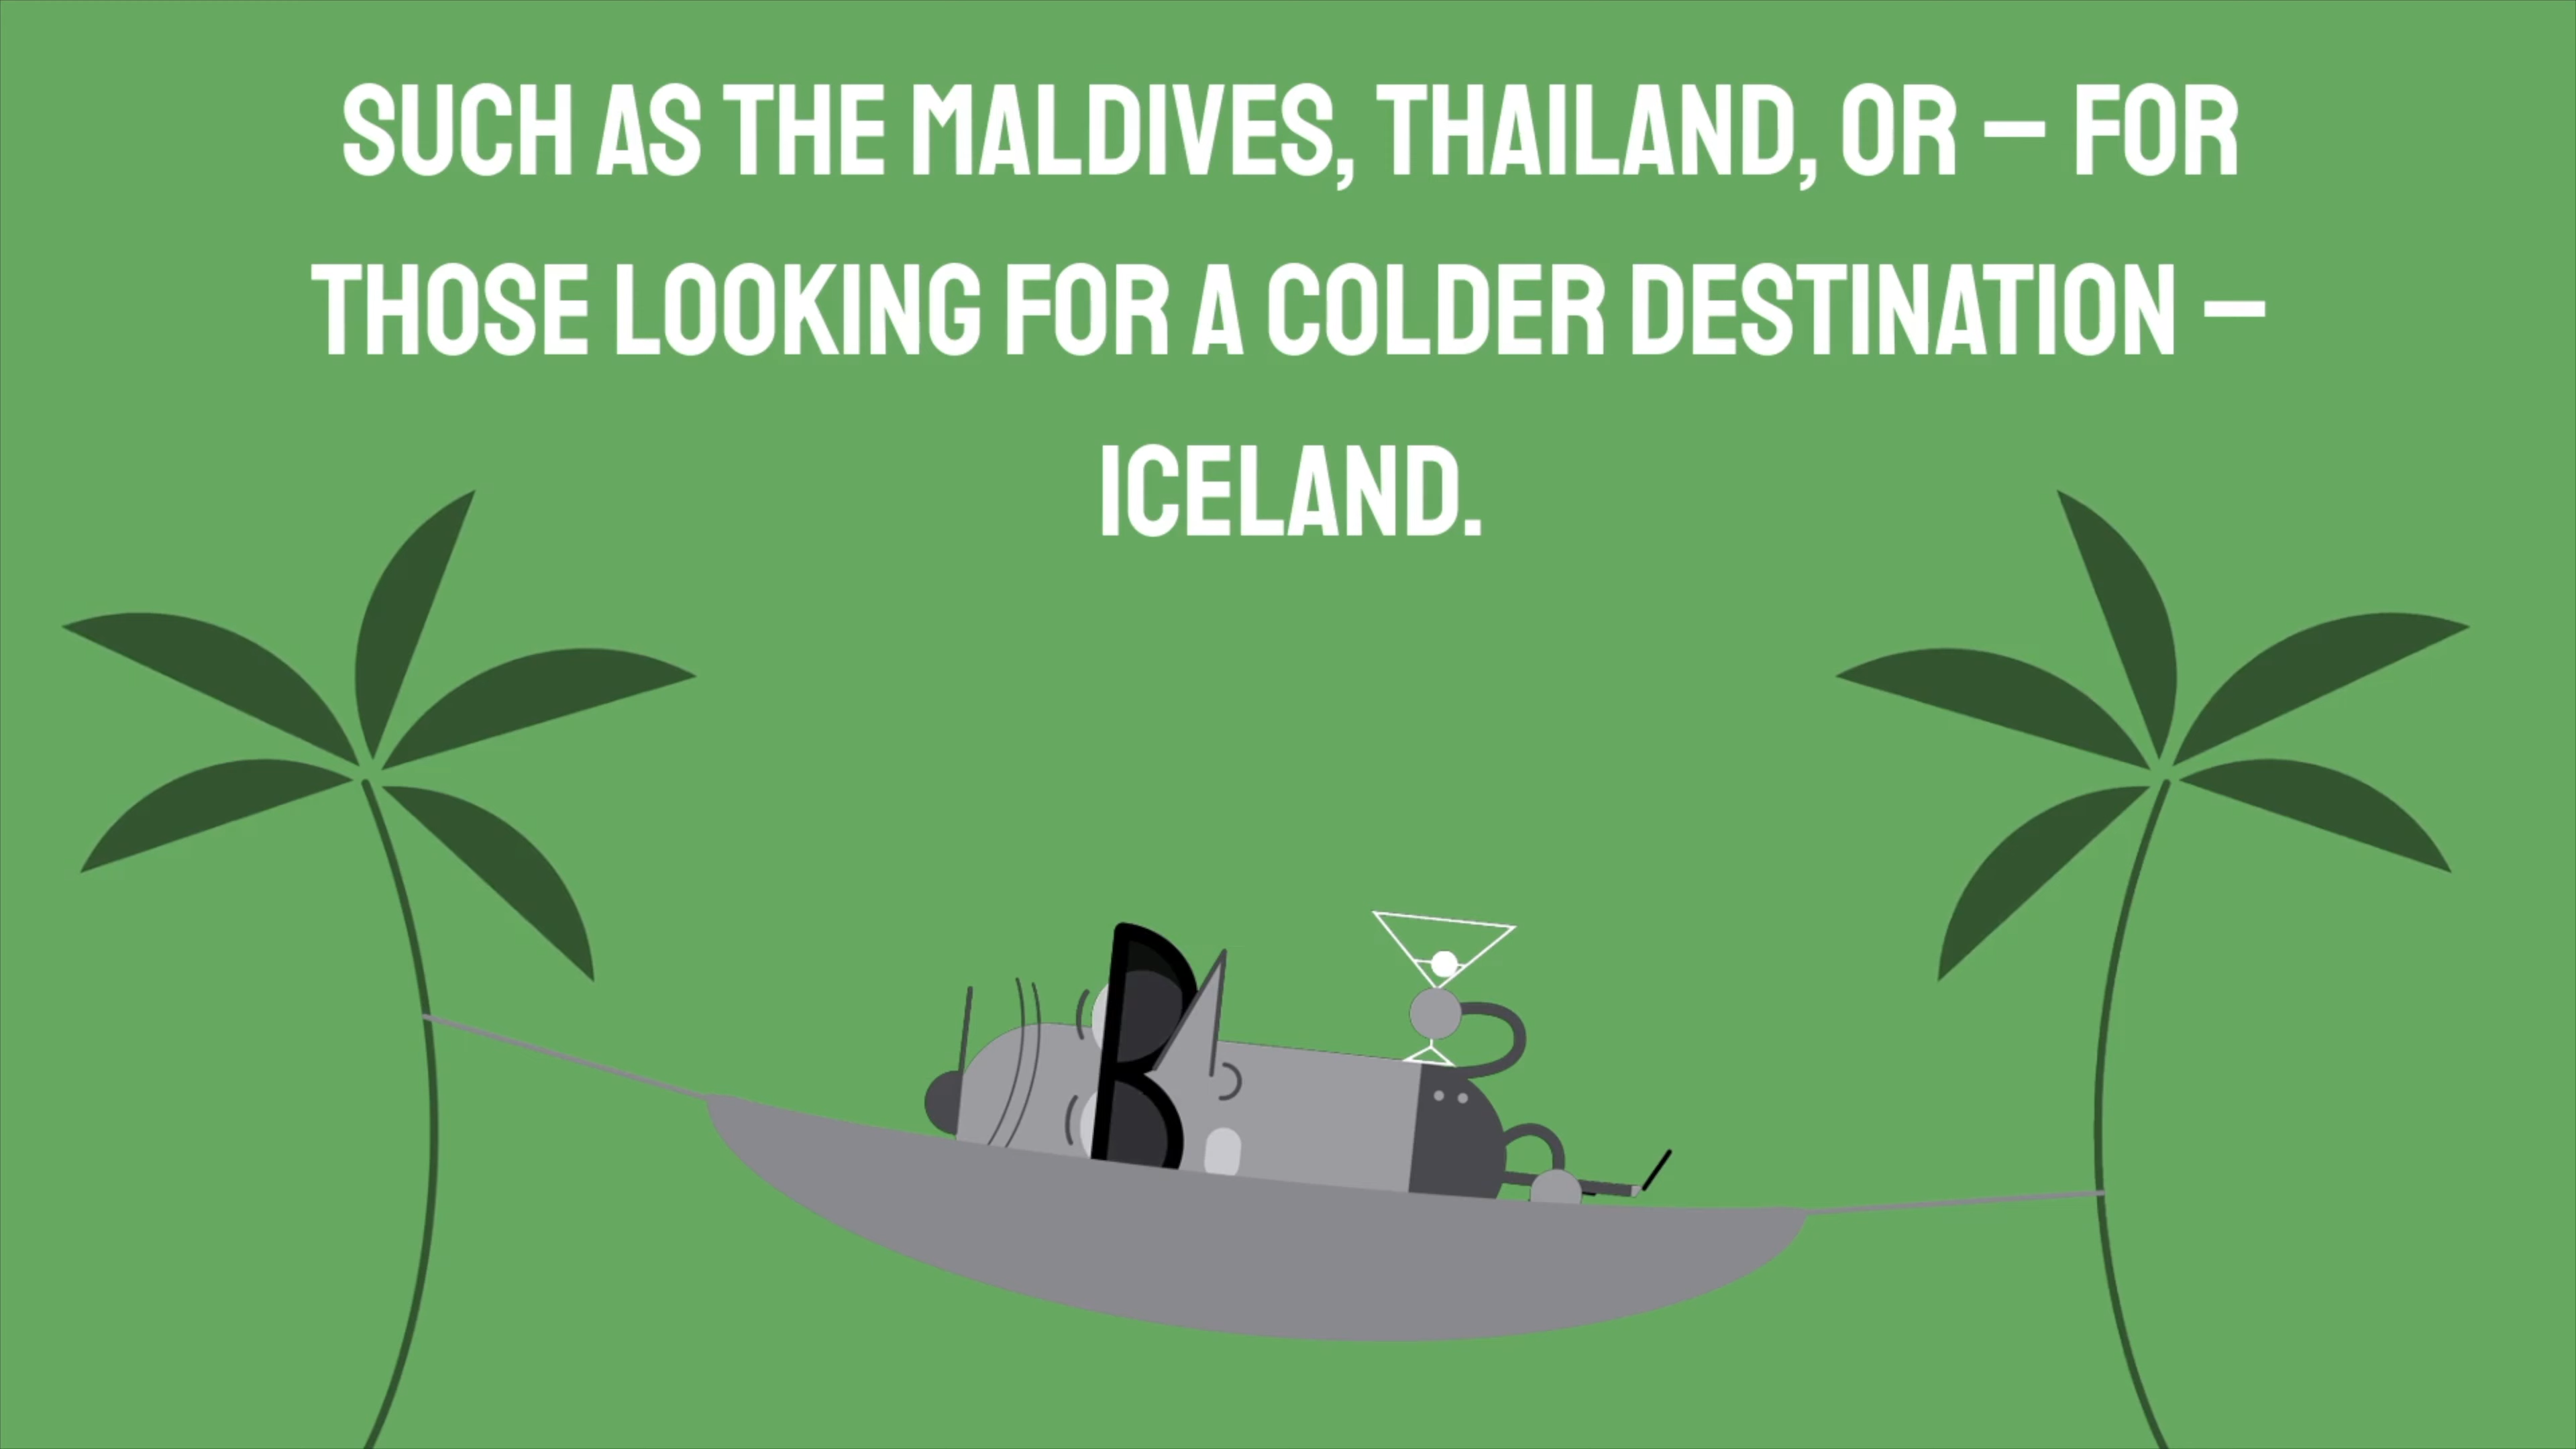 SUCH AS THE MALDIVES, THAILAND, OR – FOR
THOSE LOOKING FOR A COLDER DESTINATION –
ICELAND.